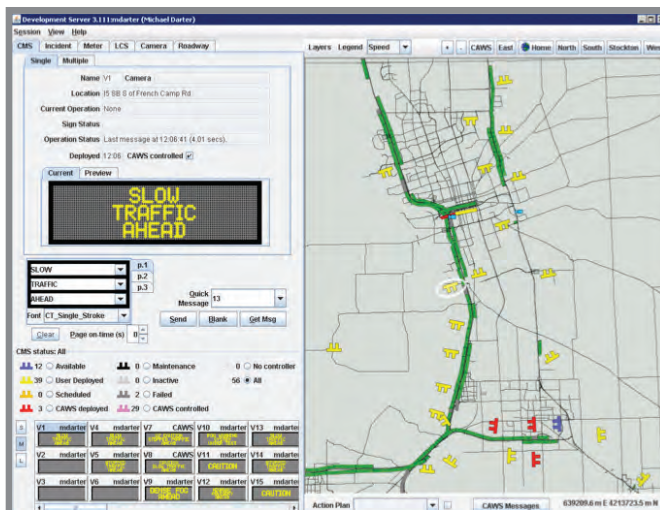 Development Server 3.111:mdarter (Michael Darter)
Session View Help
CMS Incident Meter LCS Camera Roadway
Layers Legend Speed + - CAWS East Home North South Stockton
Single Multiple
Name V1 Camera
Location I5 BB S of French Camp Rd
Current Operation None
Sign Status
Operation Status Last message at 12:06:41 (4.01 secs).
Deployed 12:06 CAWS controlled
Current Preview
SLOW
TRAFFIC
AHEAD
SLOW p.1
TRAFFIC p.2
AHEAD p.3
Quick Message 13
Font CT_Single_Stroke
Send Blank Get Msg
Clear Page on-time (s) 0
CMS status: All
12 Available 0 Maintenance 0 No controller
39 User Deployed 0 Inactive 56 All
0 Scheduled 2 Failed
3 CAWS deployed 29 CAWS controlled
S
M
L
V1 mdarter V4 mdarter V7 CAWS V10 mdarter V13 mdarter
V2 mdarter V5 mdarter V8 CAWS V11 mdarter V14 mdarter
CAUTION
V3 mdarter V6 mdarter V9 mdarter V12 mdarter V15 mdarter
DENSE FOG
AHEAD
CAUTION
Action Plan CAWS Messages 639209.6 m E 4213723.5 m N